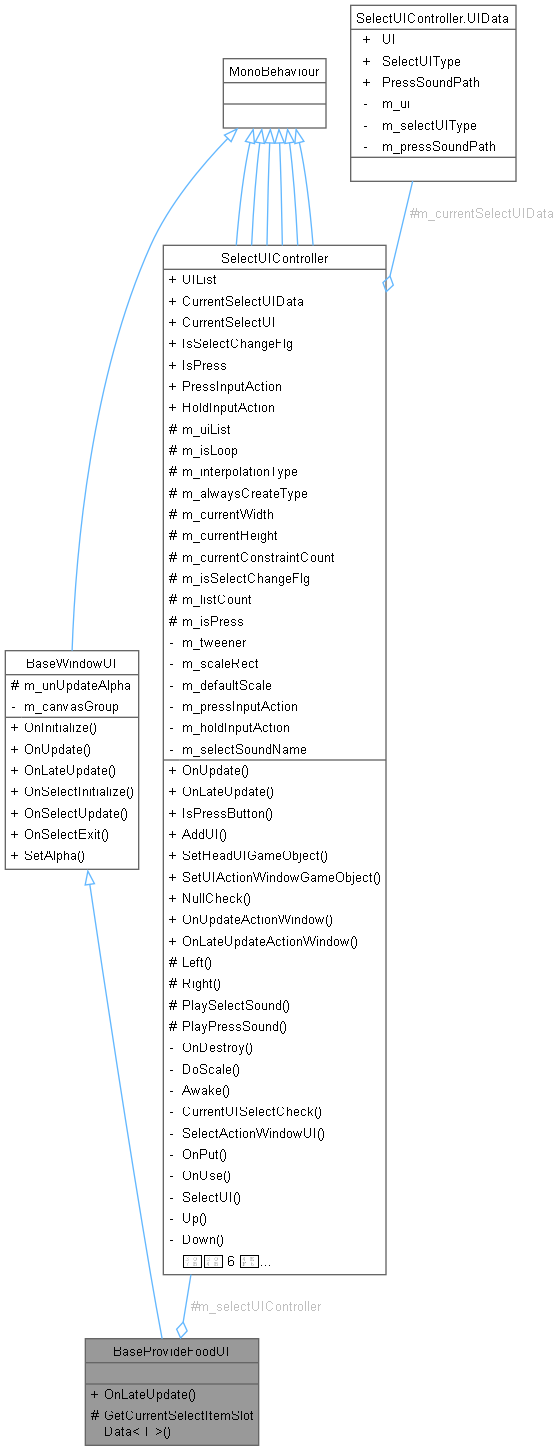 SelectUIController.UIData
+ UI
+ SelectUIType
+ PressSoundPath
- m_ui
- m_selectUIType
- m_pressSoundPath
MonoBehaviour
#m_currentSelectUIData
SelectUIController
+ UIList
+ CurrentSelectUIData
+ CurrentSelectUI
+ IsSelectChangeFlg
+ IsPress
+ PressInputAction
+ HoldInputAction
# m_uiList
# m_isLoop
# m_interpolationType
# m_alwaysCreateType
# m_currentWidth
# m_currentHeight
# m_currentConstraintCount
# m_isSelectChangeFlg
# m_listCount
# m_isPress
- m_tweener
- m_scaleRect
- m_defaultScale
- m_pressInputAction
- m_holdInputAction
- m_selectSoundName
+ OnUpdate()
+ OnLateUpdate()
+ IsPressButton()
+ AddUI()
+ SetHeadUIGameObject()
+ SetUIActionWindowGameObject()
+ NullCheck()
+ OnUpdateActionWindow()
+ OnLateUpdateActionWindow()
# Left()
# Right()
# PlaySelectSound()
# PlayPressSound()
- OnDestroy()
- DoScale()
- Awake()
- CurrentUISelectCheck()
- SelectActionWindowUI()
- OnPut()
- OnUse()
- SelectUI()
- Up()
- Down()
6 ...
BaseWindowUI
# m_unUpdateAlpha
- m_canvasGroup
+ OnInitialize()
+ OnUpdate()
+ OnLateUpdate()
+ OnSelectInitialize()
+ OnSelectUpdate()
+ OnSelectExit()
+ SetAlpha()
#m_selectUIController
BaseProvideFoodUI
+ OnLateUpdate()
# GetCurrentSelectItemSlot
Data< T >()